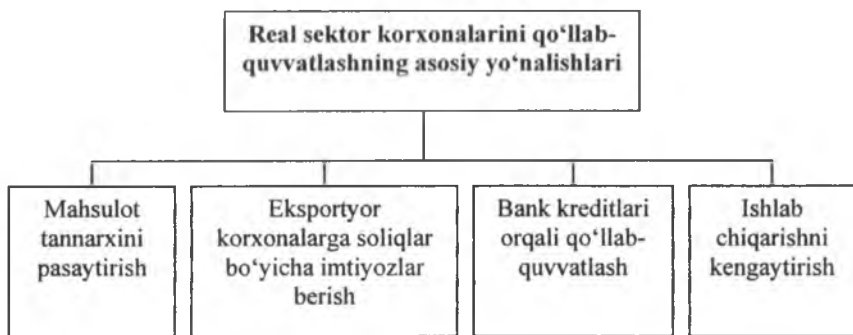 Real sektor korxonalarini qo‘llab-
quvvatlashning asosiy yo‘nalishlari
Mahsulot
tannarxini
pasaytirish
Eksportyor
korxonalarga soliqlar
bo‘yicha imtiyozlar
berish
Bank kreditlari
orqali qo‘llab-
quvvatlash
Ishlab
chiqarishni
kengaytirish